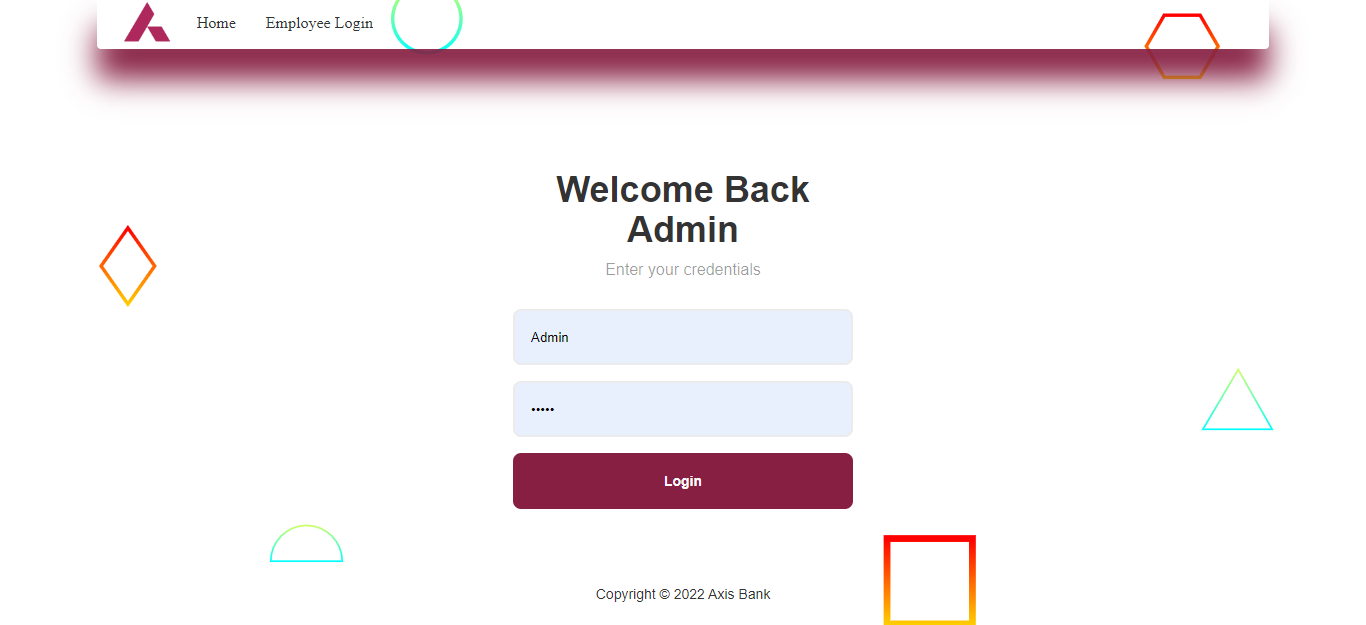 Home Employee Login
Welcome Back
Admin
Enter your credentials
Admin
•••••
Login
Copyright © 2022 Axis Bank